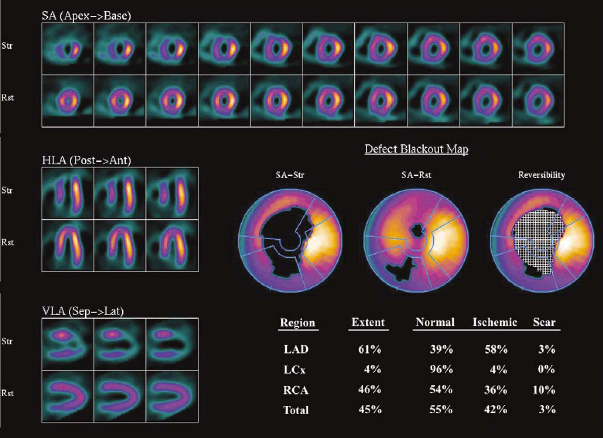 SA (Apex->Base)
Str
Rst
HLA (Post->Ant)
Str
Rst
VLA (Sep->Lat)
Str
Rst
Defect Blackout Map
SA-Str SA-Rst Reversibility
Region Extent Normal Ischemic Scar
LAD 61% 39% 58% 3%
LCx 4% 96% 4% 0%
RCA 46% 54% 36% 10%
Total 45% 55% 42% 3%